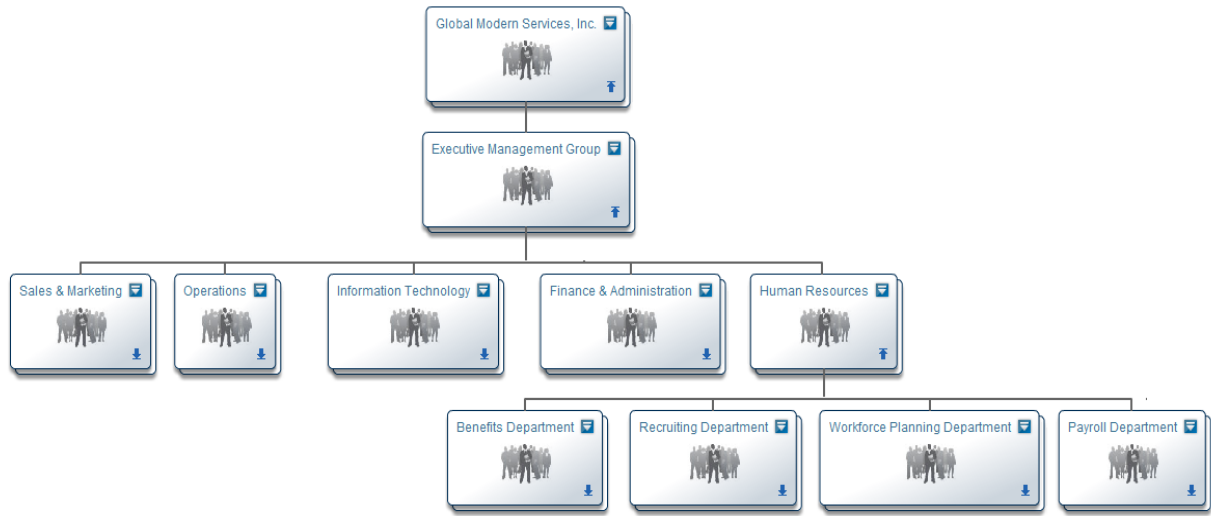 Global Modern Services, Inc.
Executive Management Group
Sales & Marketing
Operations
Information Technology
Finance & Administration
Human Resources
Benefits Department
Recruiting Department
Workforce Planning Department
Payroll Department